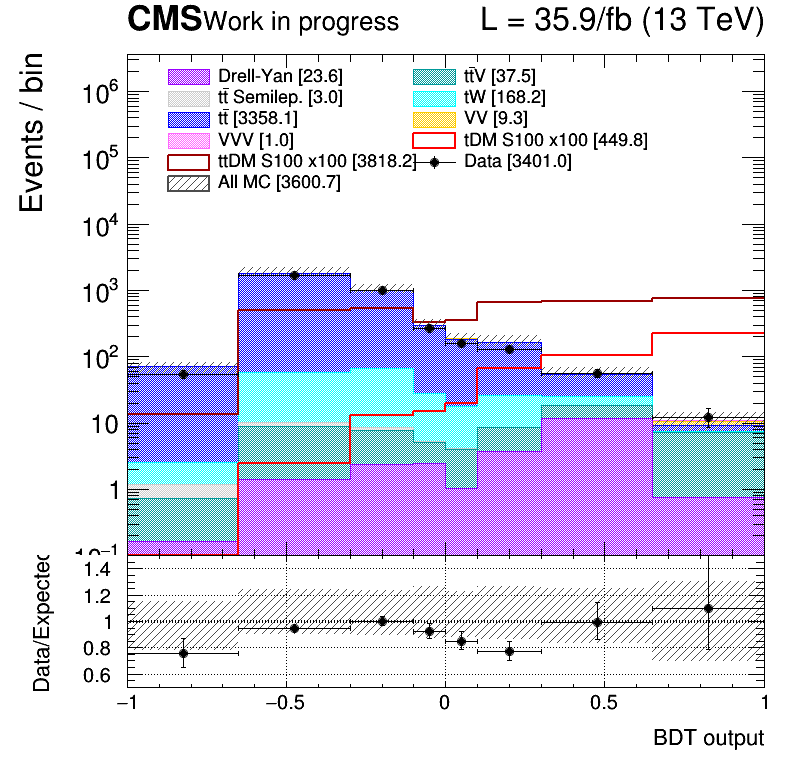 CMS Work in progress L = 35.9/fb (13 TeV)
Events / bin
10⁶
10⁵
10⁴
10³
10²
10
1
10⁻¹
Drell-Yan [23.6] tt̄V [37.5]
tt̄ Semilep. [3.0] tW [168.2]
tt̄ [3358.1] VV [9.3]
VVV [1.0] tDM S100 x100 [449.8]
ttDM S100 x100 [3818.2] Data [3401.0]
All MC [3600.7]
Data/Expected
1.4
1.2
1
0.8
0.6
−1 −0.5 0 0.5 1
BDT output